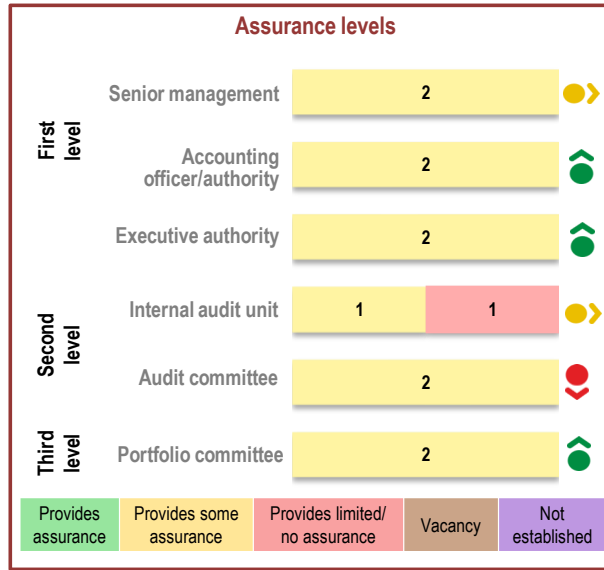 Assurance levels
First
level
Senior management
2
Accounting
officer/authority
2
Executive authority
2
Second
level
Internal audit unit
1
1
Audit committee
2
Third
level
Portfolio committee
2
Provides
assurance
Provides some
assurance
Provides limited/
no assurance
Vacancy
Not
established